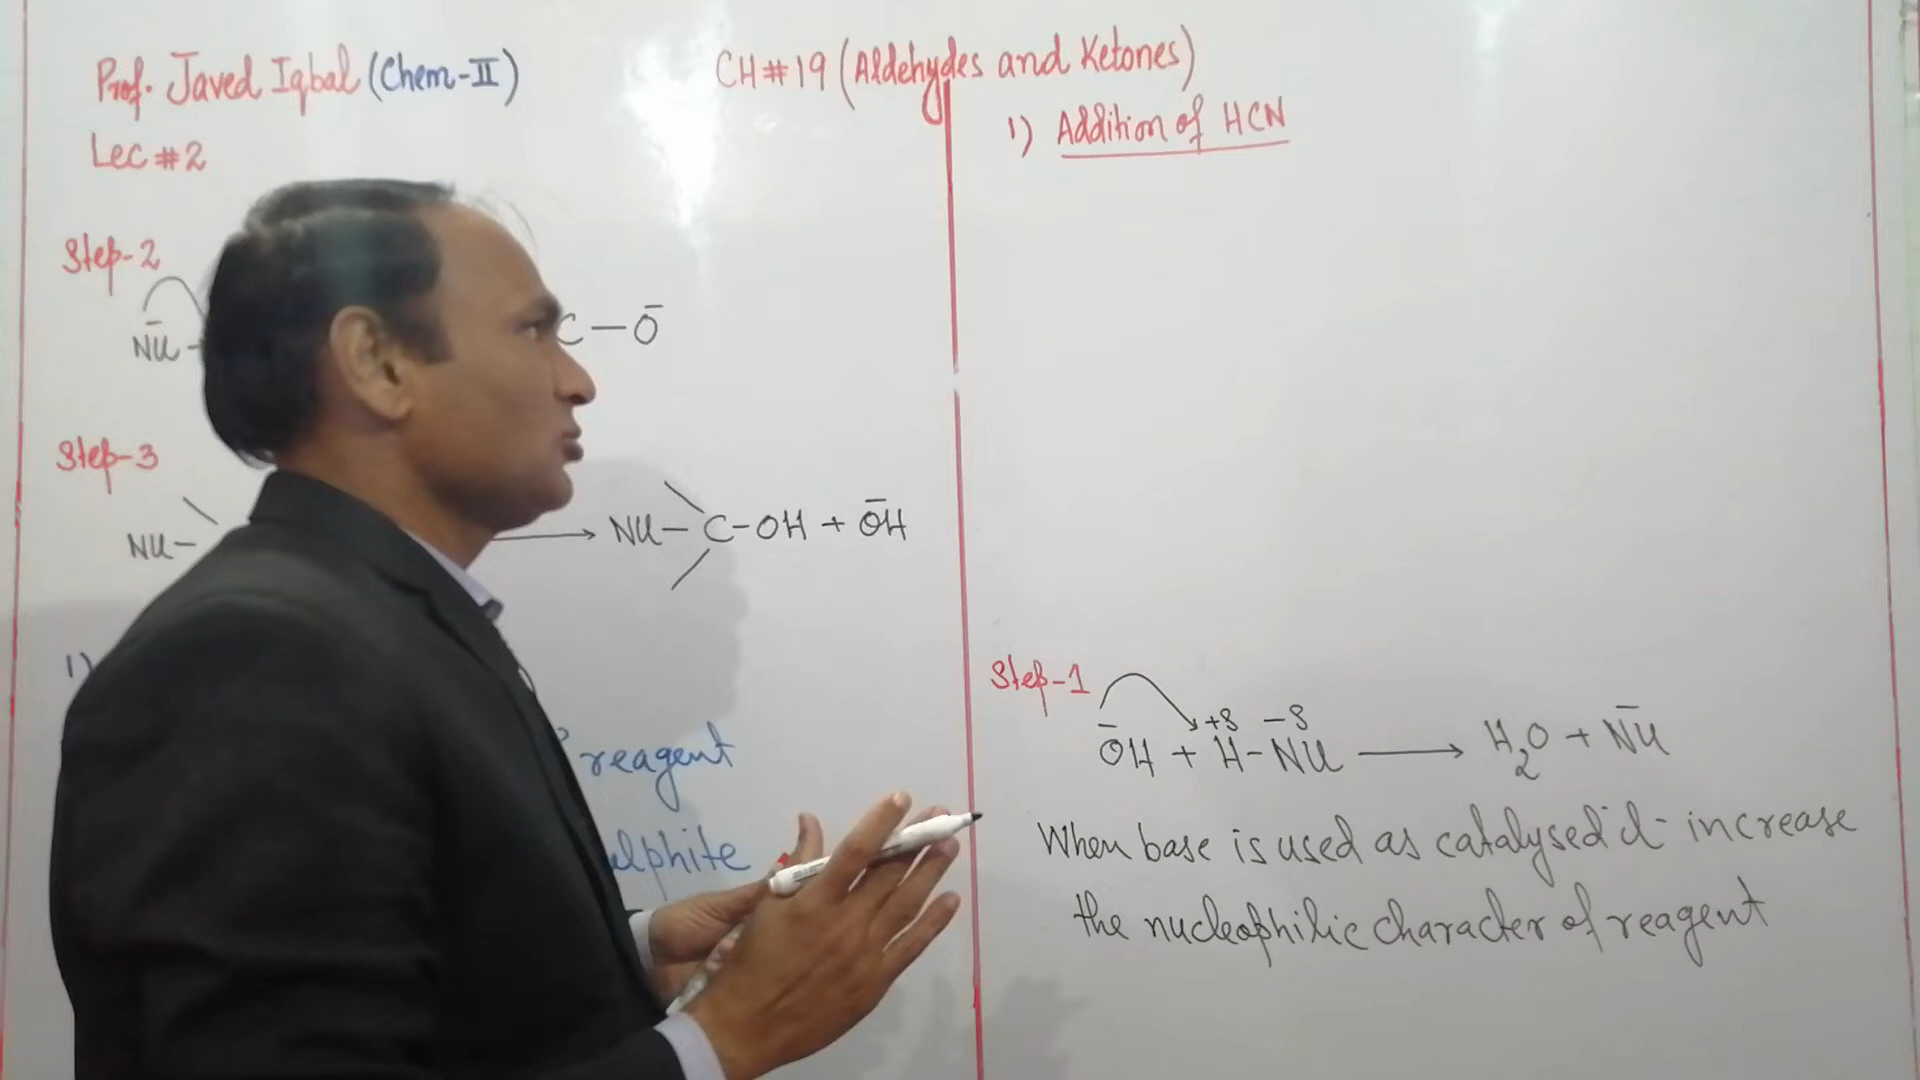 Prof. Javed Iqbal (Chem-II)
Lec #2
CH # 19 (Aldehydes and Ketones)
Step-2
N̄U -
C — Ō
Step-3
NU -
→ NU - C - OH + ŌH
1)
reagent
ulphite
1) Addition of HCN
Step-1
+δ -δ
ŌH + H - NU → H₂O + N̄U
When base is used as catalysed it increase
the nucleophilic character of reagent